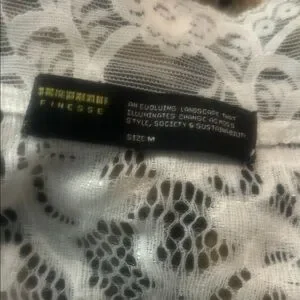 FINESSE
AN EVOLVING LANDSCAPE THAT
ILLUMINATES CHANGE ACROSS
STYLE, SOCIETY & SUSTAINABILITY
SIZE M